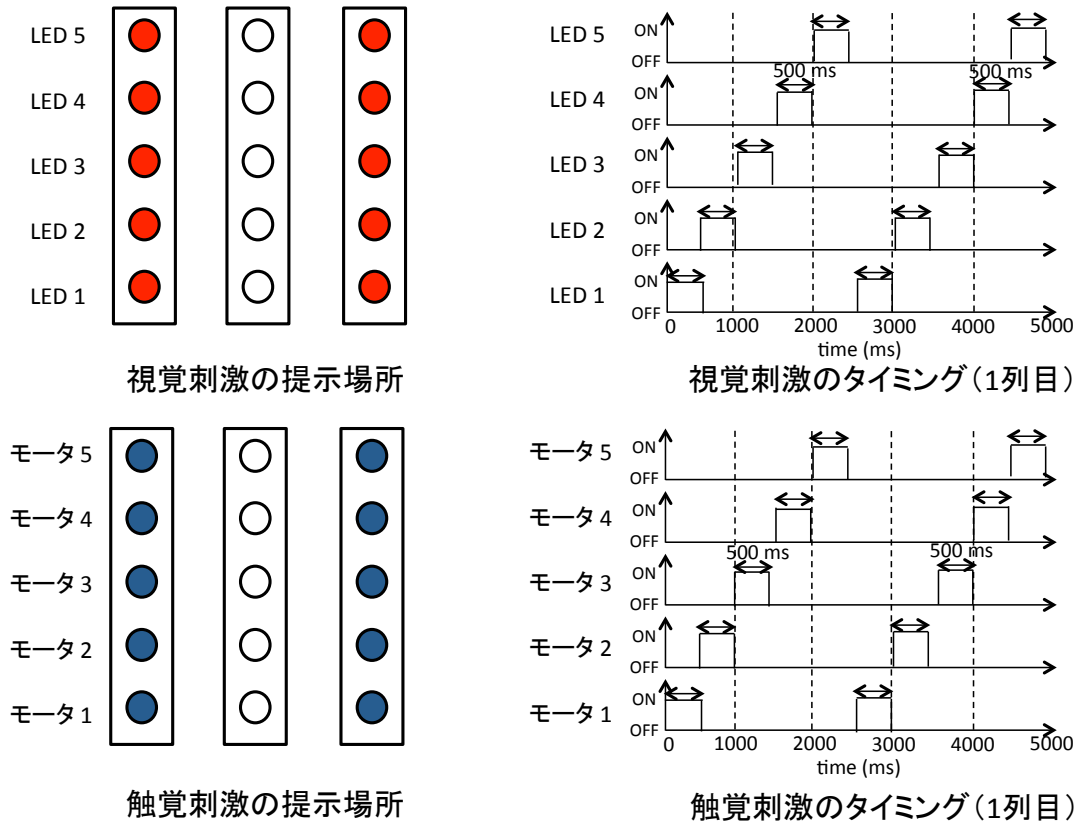 LED 5
LED 4
LED 3
LED 2
LED 1
視覚刺激の提示場所
LED 5
ON
OFF
500 ms
500 ms
LED 4
ON
OFF
LED 3
ON
OFF
LED 2
ON
OFF
LED 1
ON
OFF
0 1000 2000 3000 4000 5000
time (ms)
視覚刺激のタイミング(1列目)
モータ5
モータ4
モータ3
モータ2
モータ1
触覚刺激の提示場所
モータ5
ON
OFF
モータ4
ON
OFF
500 ms
500 ms
モータ3
ON
OFF
モータ2
ON
OFF
モータ1
ON
OFF
0 1000 2000 3000 4000 5000
time (ms)
触覚刺激のタイミング(1列目)